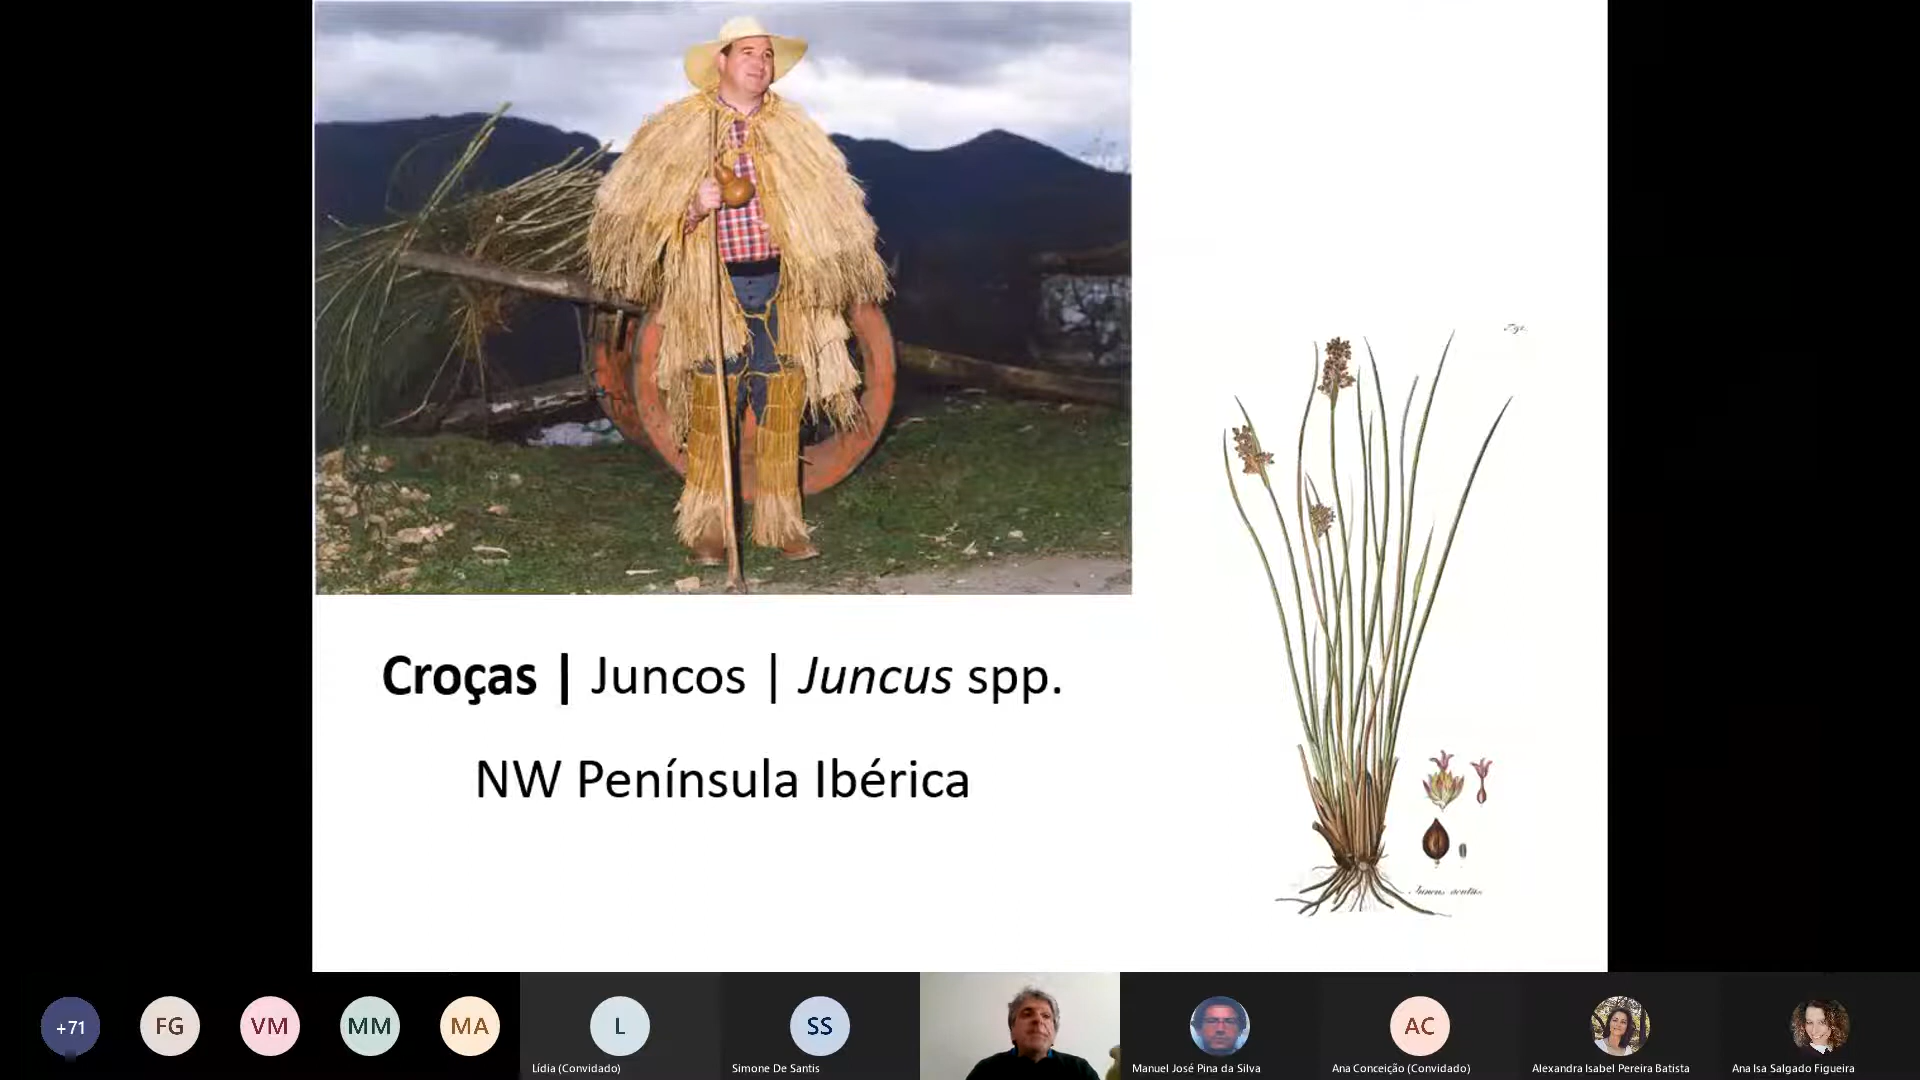 Croças | Juncos | Juncus spp.
NW Península Ibérica
+71
FG
VM
MM
MA
L
SS
AC
Lídia (Convidado)
Simone De Santis
Manuel José Pina da Silva
Ana Conceição (Convidado)
Alexandra Isabel Pereira Batista
Ana Isa Salgado Figueira